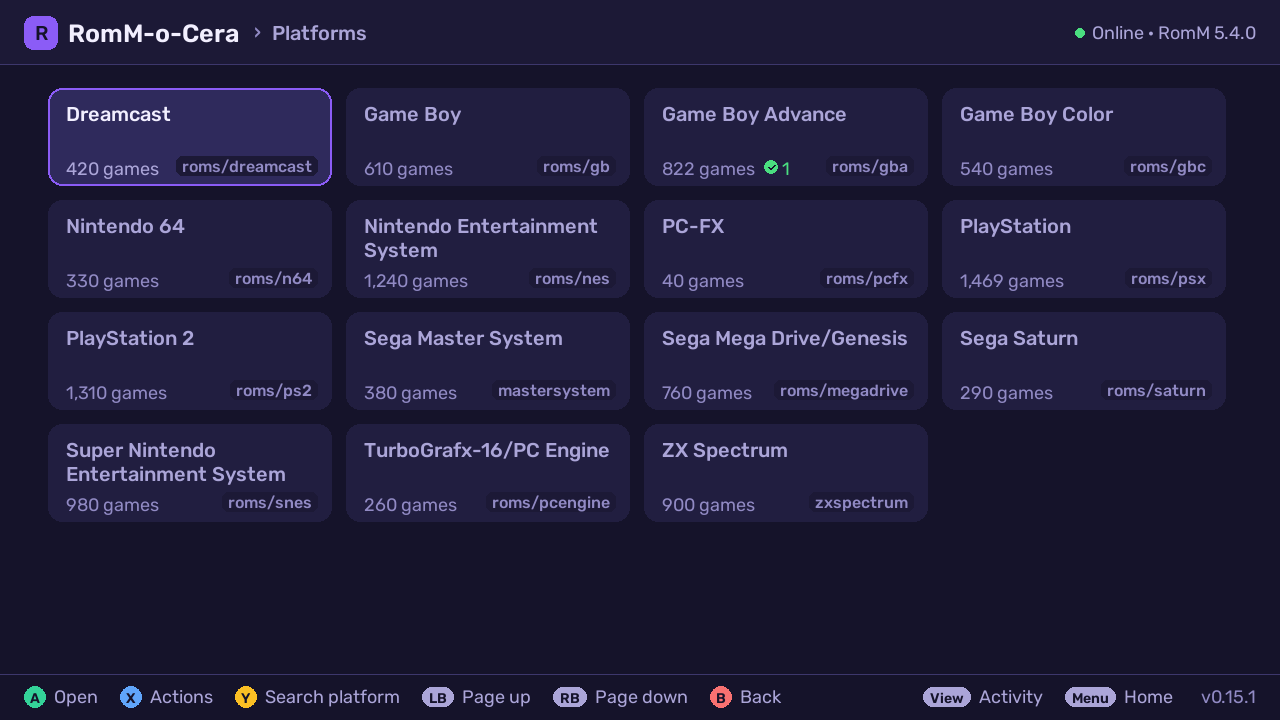 R RomM-o-Cera › Platforms
Online • RomM 5.4.0
Dreamcast
420 games roms/dreamcast
Game Boy
610 games roms/gb
Game Boy Advance
822 games 1 roms/gba
Game Boy Color
540 games roms/gbc
Nintendo 64
330 games roms/n64
Nintendo Entertainment
System
1,240 games roms/nes
PC-FX
40 games roms/pcfx
PlayStation
1,469 games roms/psx
PlayStation 2
1,310 games roms/ps2
Sega Master System
380 games mastersystem
Sega Mega Drive/Genesis
760 games roms/megadrive
Sega Saturn
290 games roms/saturn
Super Nintendo
Entertainment System
980 games roms/snes
TurboGrafx-16/PC Engine
260 games roms/pcengine
ZX Spectrum
900 games zxspectrum
A Open X Actions Y Search platform LB Page up RB Page down B Back View Activity Menu Home v0.15.1